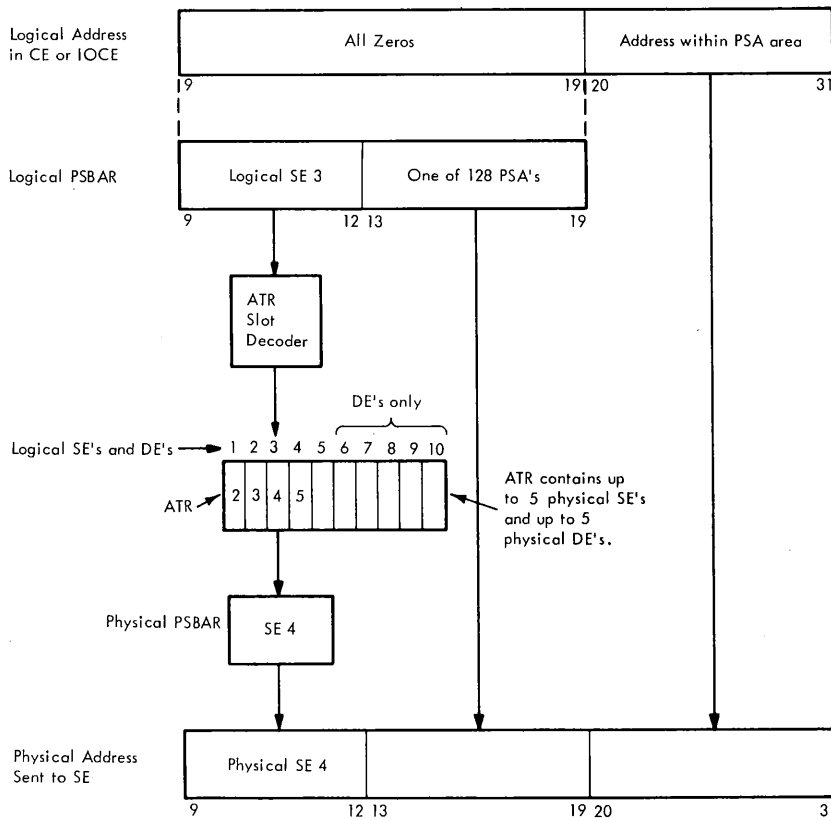 Logical Address
in CE or IOCE
All Zeros
Address within PSA area
9 19 20 31
Logical PSBAR
Logical SE 3
One of 128 PSA's
9 12 13 19
ATR
Slot
Decoder
DE's only
Logical SE's and DE's
1 2 3 4 5 6 7 8 9 10
ATR
2 3 4 5
ATR contains up
to 5 physical SE's
and up to 5
physical DE's.
Physical PSBAR
SE 4
Physical Address
Sent to SE
Physical SE 4
9 12 13 19 20 3